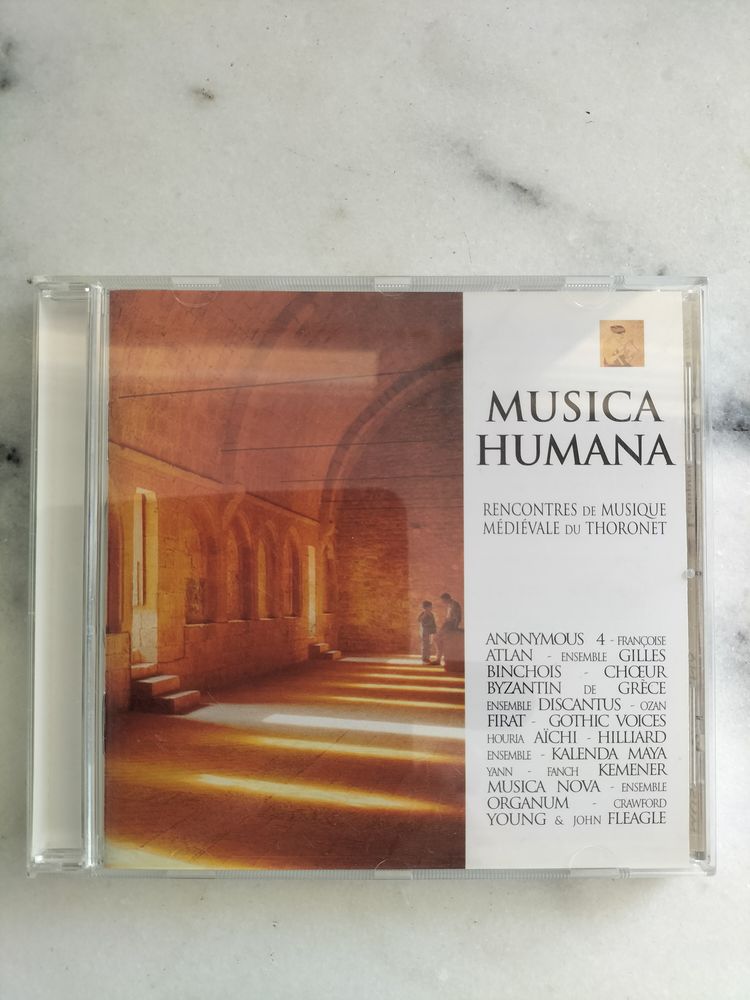 MUSICA
HUMANA
RENCONTRES DE MUSIQUE
MÉDIÉVALE DU THORONET
ANONYMOUS 4 - FRANÇOISE
ATLAN - ENSEMBLE GILLES
BINCHOIS - CHŒUR
BYZANTIN DE GRÈCE
ENSEMBLE DISCANTUS - OZAN
FIRAT - GOTHIC VOICES
HOURIA AÏCHI - HILLIARD
ENSEMBLE - KALENDA MAYA
YANN - FANCH KEMENER
MUSICA NOVA - ENSEMBLE
ORGANUM - CRAWFORD
YOUNG & JOHN FLEAGLE